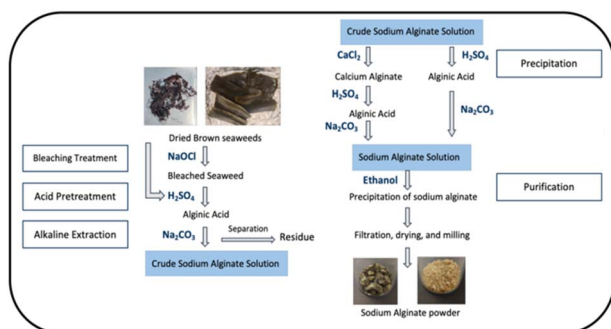 Bleaching Treatment
Acid Pretreatment
Alkaline Extraction
Dried Brown seaweeds
NaOCl
Bleached Seaweed
H₂SO₄
Alginic Acid
Na₂CO₃
Separation
Residue
Crude Sodium Alginate Solution
Crude Sodium Alginate Solution
CaCl₂
H₂SO₄
Precipitation
Calcium Alginate
Alginic Acid
H₂SO₄
Alginic Acid
Na₂CO₃
Na₂CO₃
Sodium Alginate Solution
Ethanol
Purification
Precipitation of sodium alginate
Filtration, drying, and milling
Sodium Alginate powder